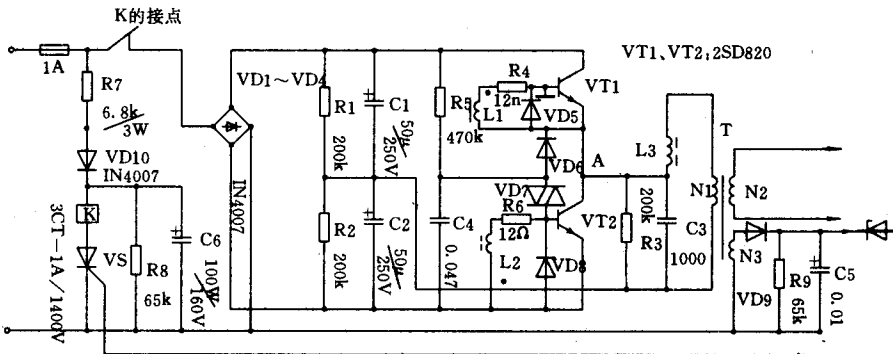 K的接点
1A
R7
6.8k
3W
VD10
IN4007
K
3CT-1A/1400V
VS
R8
65k
C6
100W
160V
VD1～VD4
IN4007
R1
200k
R2
200k
C1
50μ
250V
C2
50μ
250V
R5
470k
C4
0.047
R4
12n
L1
VD5
VT1
VD6
A
VD7
R6
12Ω
VT2
L2
VD8
VT1、VT2:2SD820
L3
R3
200k
C3
1000
T
N1
N2
N3
VD9
R9
65k
C5
0.01